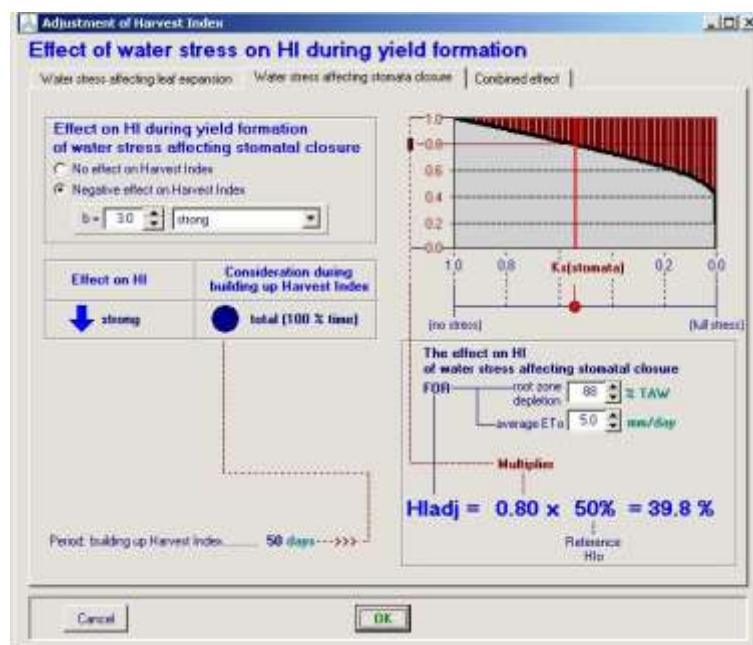 Adjustment of Harvest Index
Effect of water stress on HI during yield formation
Water stress affecting leaf expansion
Water stress affecting stomata closure
Combined effect
Effect on HI during yield formation
of water stress affecting stomatal closure
No effect on Harvest Index
Negative effect on Harvest Index
b = 3.0 strong
Effect on HI
Consideration during
building up Harvest Index
strong
total (100 % time)
Period: building up Harvest Index
50 days --->>>
1.0
0.8
0.6
0.4
0.2
0.0
1.0 0.8 Ks(stomata) 0.2 0.0
(no stress) (full stress)
The effect on HI
of water stress affecting stomatal closure
FOR
root zone
depletion
88 % TAW
average ETo 5.0 mm/day
Multiplier
HIadj = 0.80 x 50% = 39.8 %
Reference
HIo
Cancel
OK